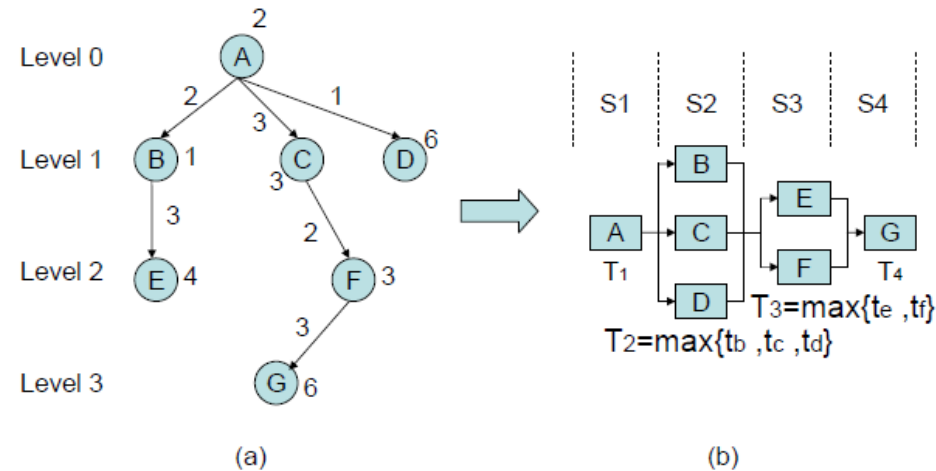 Level 0
2
A
2
3
1
Level 1
B
1
C
3
D
6
3
2
Level 2
E
4
F
3
3
Level 3
G
6
(a)
S1
S2
S3
S4
B
E
A
C
G
F
D
T1
T4
T3=max{te ,tf}
T2=max{tb ,tc ,td}
(b)